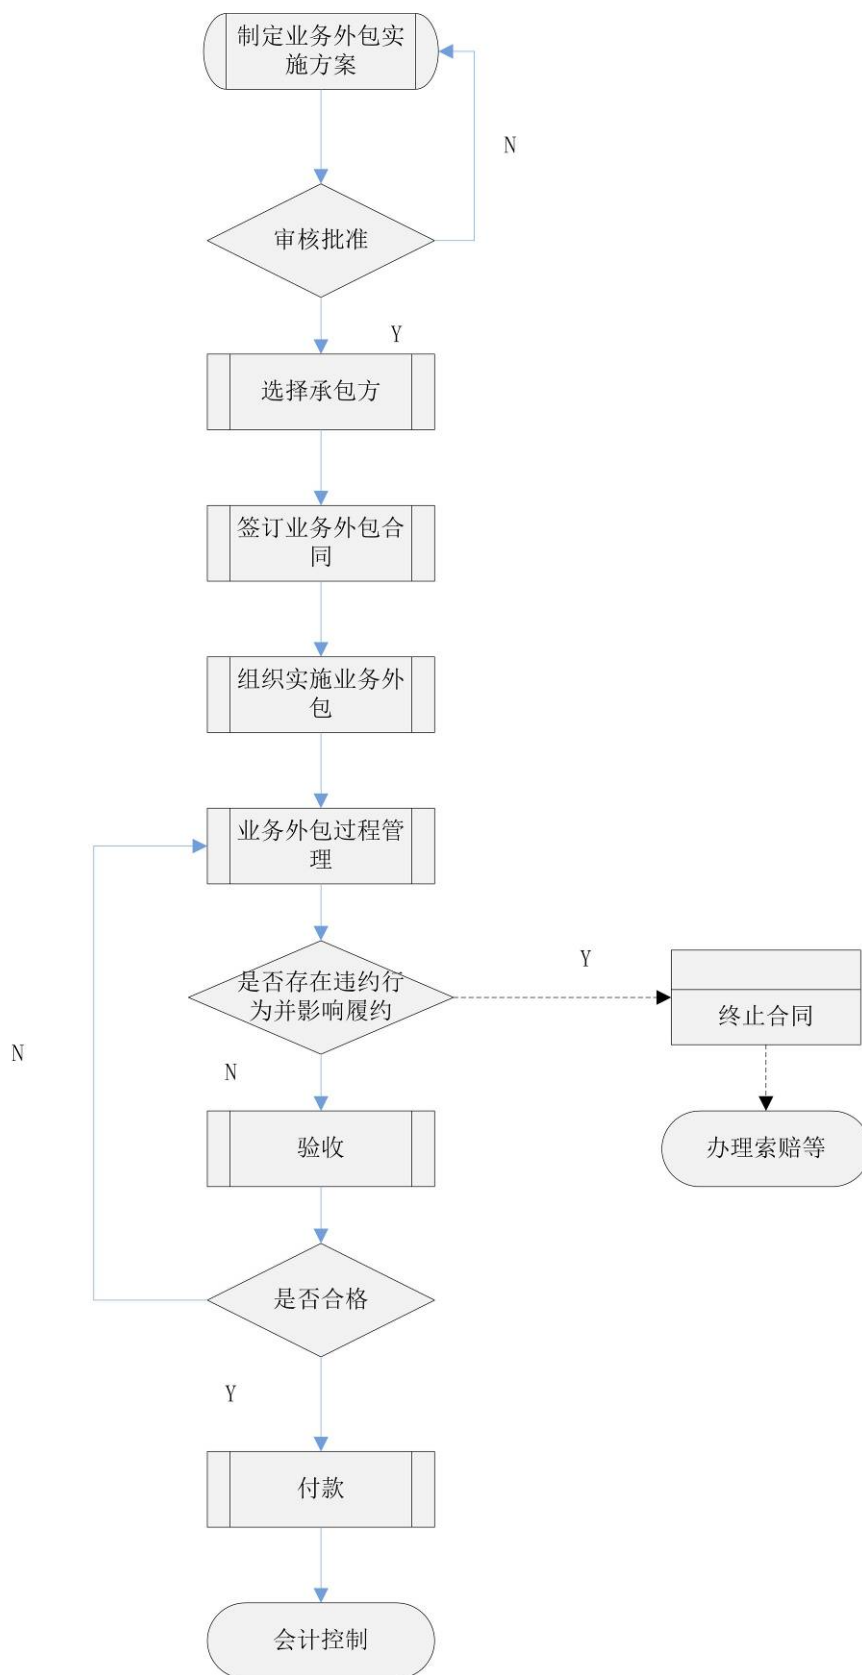 制定业务外包实
施方案
N
审核批准
Y
选择承包方
签订业务外包合
同
组织实施业务外
包
业务外包过程管
理
是否存在违约行
为并影响履约
Y
终止合同
N
N
验收
办理索赔等
是否合格
Y
付款
会计控制